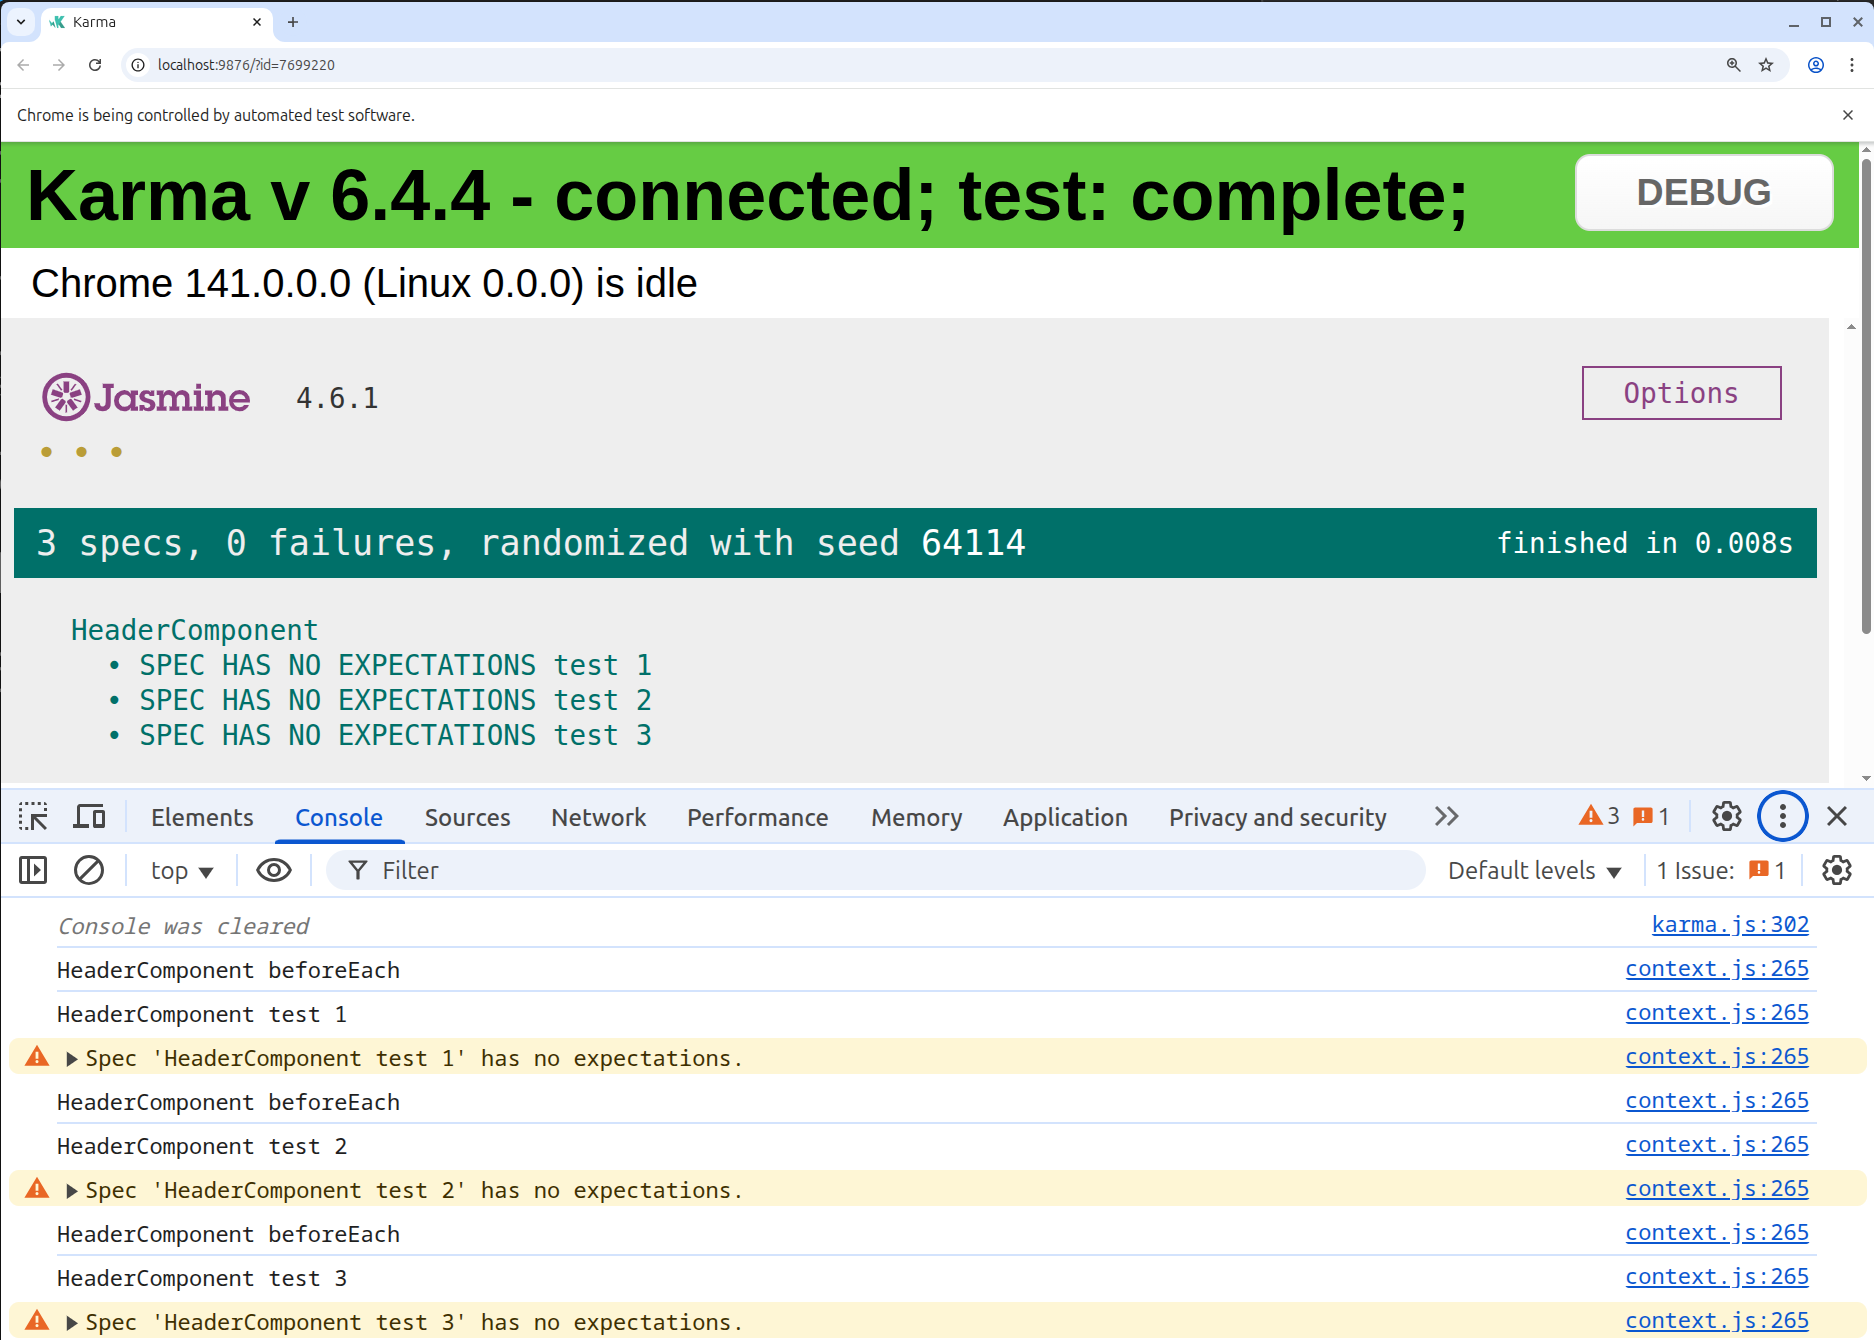 Karma
localhost:9876/?id=7699220
Chrome is being controlled by automated test software.
Karma v 6.4.4 - connected; test: complete;
DEBUG
Chrome 141.0.0.0 (Linux 0.0.0) is idle
Jasmine 4.6.1
Options
3 specs, 0 failures, randomized with seed 64114
finished in 0.008s
HeaderComponent
• SPEC HAS NO EXPECTATIONS test 1
• SPEC HAS NO EXPECTATIONS test 2
• SPEC HAS NO EXPECTATIONS test 3
Elements Console Sources Network Performance Memory Application Privacy and security 3 1
top Filter Default levels 1 Issue: 1
Console was cleared karma.js:302
HeaderComponent beforeEach context.js:265
HeaderComponent test 1 context.js:265
Spec 'HeaderComponent test 1' has no expectations. context.js:265
HeaderComponent beforeEach context.js:265
HeaderComponent test 2 context.js:265
Spec 'HeaderComponent test 2' has no expectations. context.js:265
HeaderComponent beforeEach context.js:265
HeaderComponent test 3 context.js:265
Spec 'HeaderComponent test 3' has no expectations. context.js:265